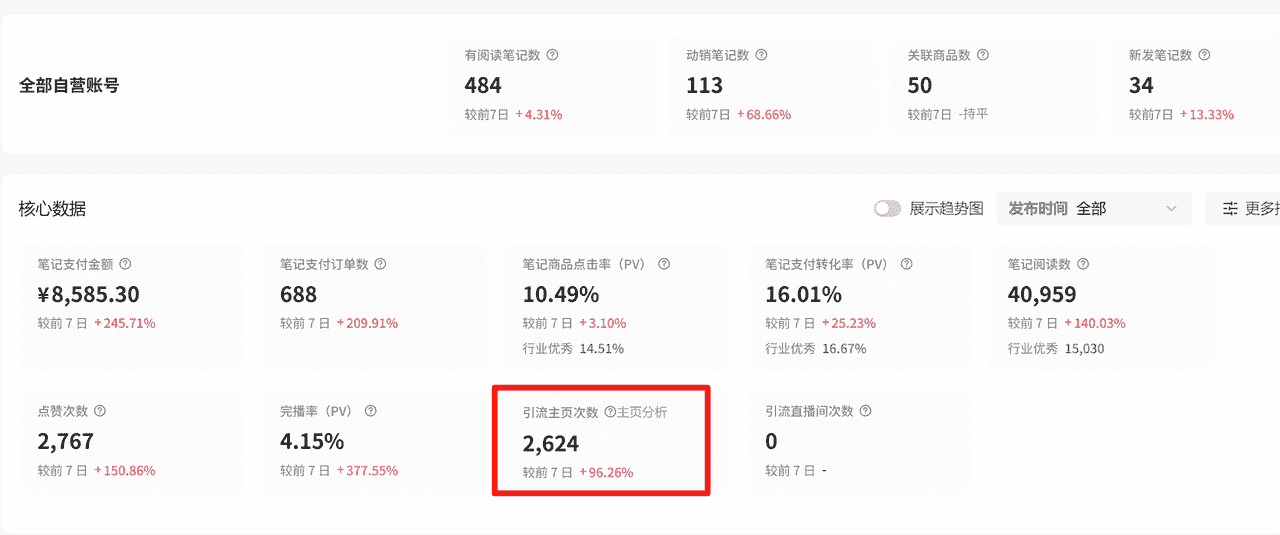 全部自营账号
有阅读笔记数
484
较前7日 +4.31%
动销笔记数
113
较前7日 +68.66%
关联商品数
50
较前7日 -持平
新发笔记数
34
较前7日 +13.33%
核心数据
展示趋势图
发布时间 全部
更多
笔记支付金额
¥8,585.30
较前 7 日 +245.71%
笔记支付订单数
688
较前 7 日 +209.91%
笔记商品点击率（PV）
10.49%
较前 7 日 +3.10%
行业优秀 14.51%
笔记支付转化率（PV）
16.01%
较前 7 日 +25.23%
行业优秀 16.67%
笔记阅读数
40,959
较前 7 日 +140.03%
行业优秀 15,030
点赞次数
2,767
较前 7 日 +150.86%
完播率（PV）
4.15%
较前 7 日 +377.55%
引流主页次数 主页分析
2,624
较前 7 日 +96.26%
引流直播间次数
0
较前 7 日 -